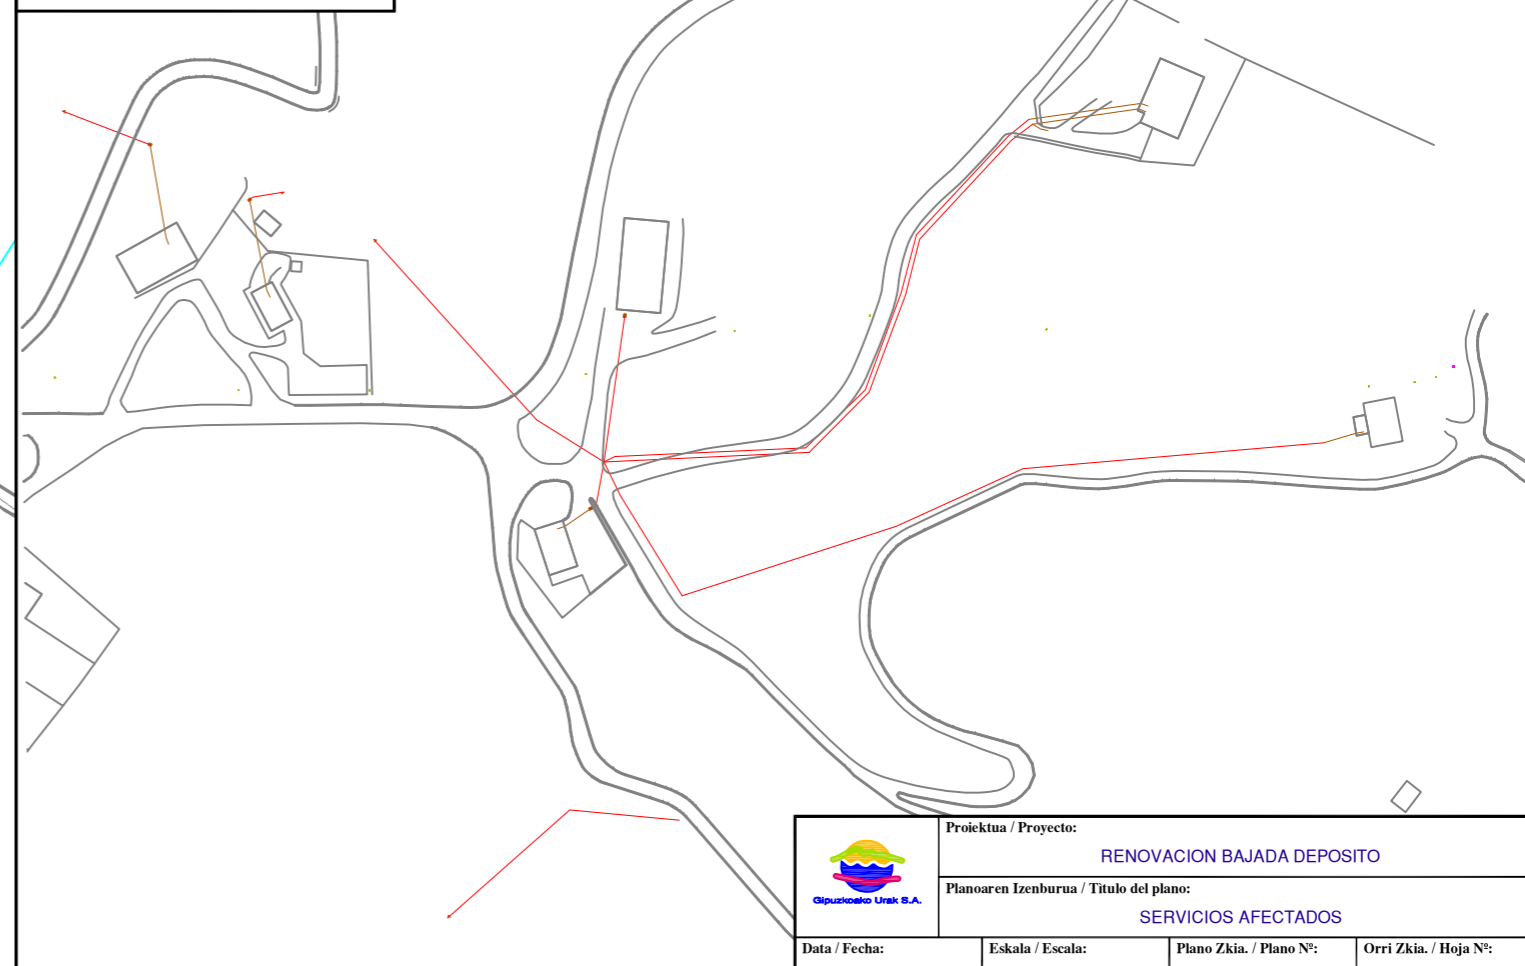 Proiektua / Proyecto:
RENOVACION BAJADA DEPOSITO
Planoaren Izenburua / Titulo del plano:
SERVICIOS AFECTADOS
Gipuzkoako Urak S.A.
Data / Fecha:
Eskala / Escala:
Plano Zkia. / Plano Nº:
Orri Zkia. / Hoja Nº: